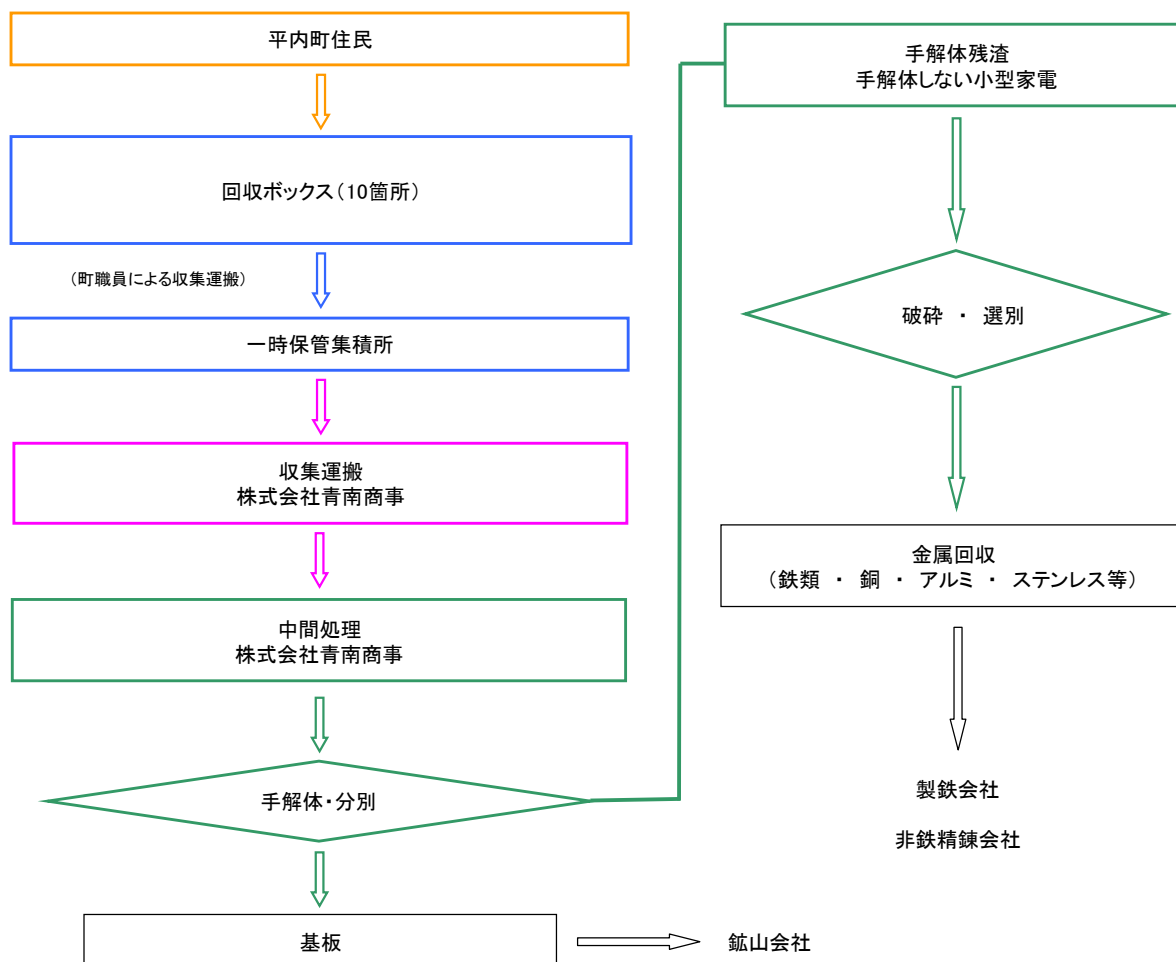 平内町住民
回収ボックス（10箇所）
（町職員による収集運搬）
一時保管集積所
収集運搬
株式会社青南商事
中間処理
株式会社青南商事
手解体・分別
基板
鉱山会社
手解体残渣
手解体しない小型家電
破砕　・　選別
金属回収
（鉄類　・　銅　・　アルミ　・　ステンレス等）
製鉄会社
非鉄精錬会社